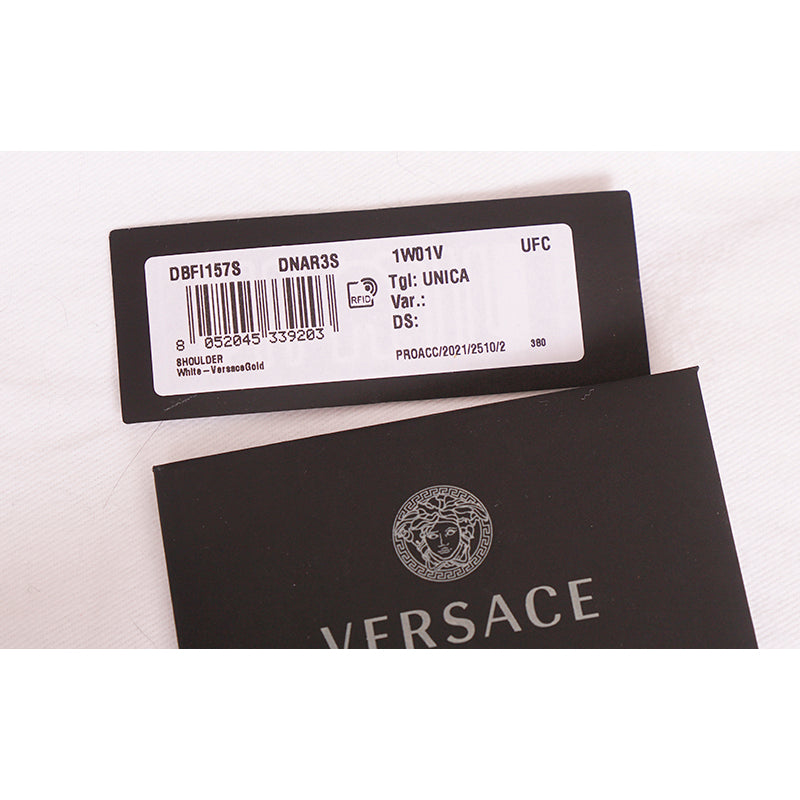 DBFI157S DNAR3S 1W01V UFC
RFID
Tgl: UNICA
Var.:
DS:
8 052045 339203
SHOULDER
White-VersaceGold
PROACC/2021/2510/2 380
VERSACE